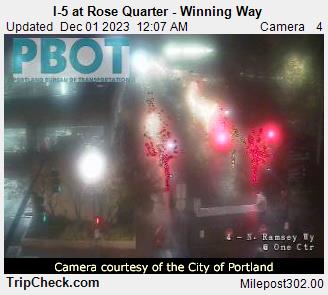 I-5 at Rose Quarter - Winning Way
Updated Dec 01 2023 12:07 AM Camera 4
PBOT
PORTLAND BUREAU OF TRANSPORTATION
4 - N. Ramsey Wy
@ One Ctr
Camera courtesy of the City of Portland
TripCheck.com Milepost302.00